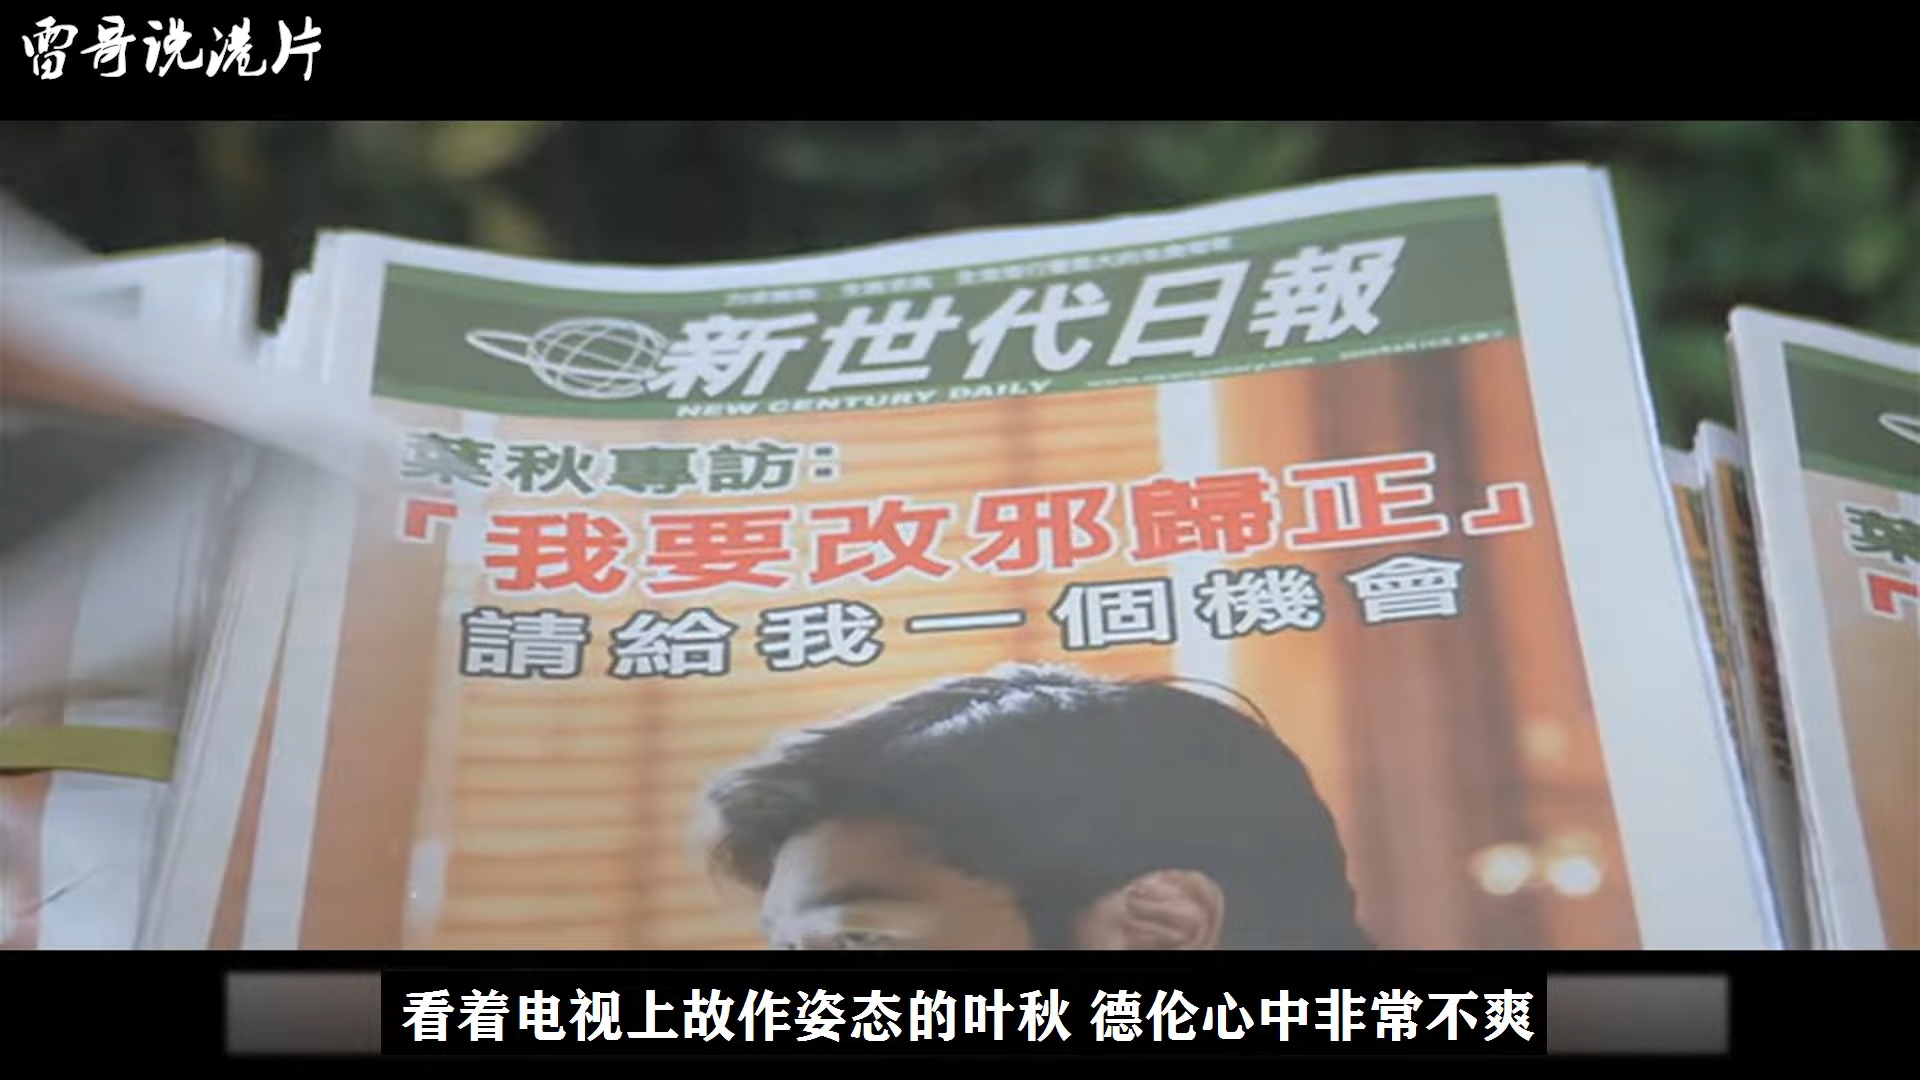 雷哥说港片
新世代日報
NEW CENTURY DAILY
葉秋專訪:
「我要改邪歸正」
請給我一個機會
葉
「
看着电视上故作姿态的叶秋 德伦心中非常不爽